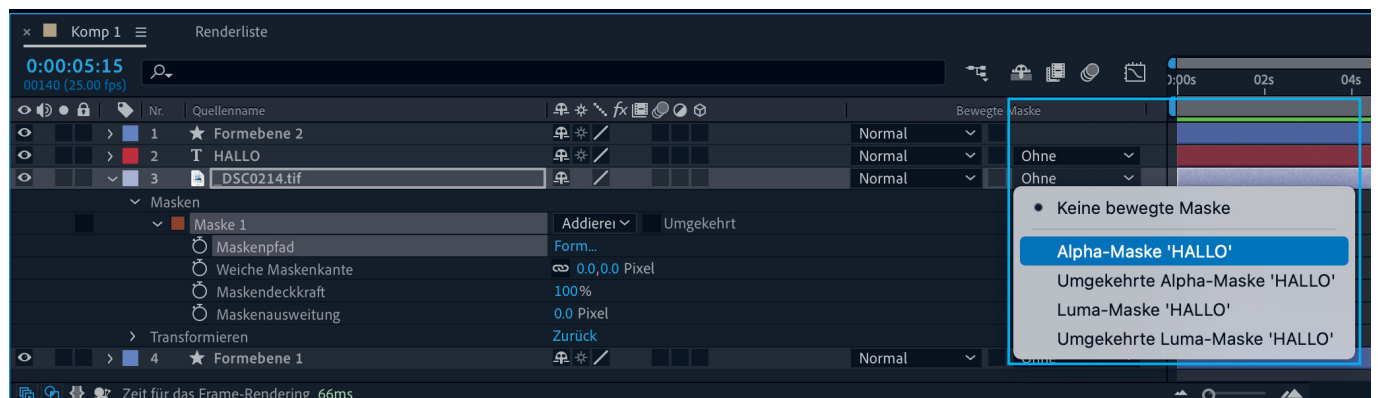 × Komp 1 ☰ Renderliste
0:00:05:15
00140 (25.00 fps)
):00s 02s 04s
Nr. Quellenname fx Bewegte Maske
1 Formebene 2 Normal
2 T HALLO Normal Ohne
3 _DSC0214.tif Normal Ohne
Masken
Keine bewegte Maske
Maske 1 Umgekehrt
Maskenpfad Form...
Alpha-Maske 'HALLO'
Weiche Maskenkante 0.0,0.0 Pixel
Umgekehrte Alpha-Maske 'HALLO'
Maskendeckkraft 100%
Luma-Maske 'HALLO'
Maskenausweitung 0.0 Pixel
Transformieren Zurück
Umgekehrte Luma-Maske 'HALLO'
4 Formebene 1 Normal
Zeit für das Frame-Rendering 66ms